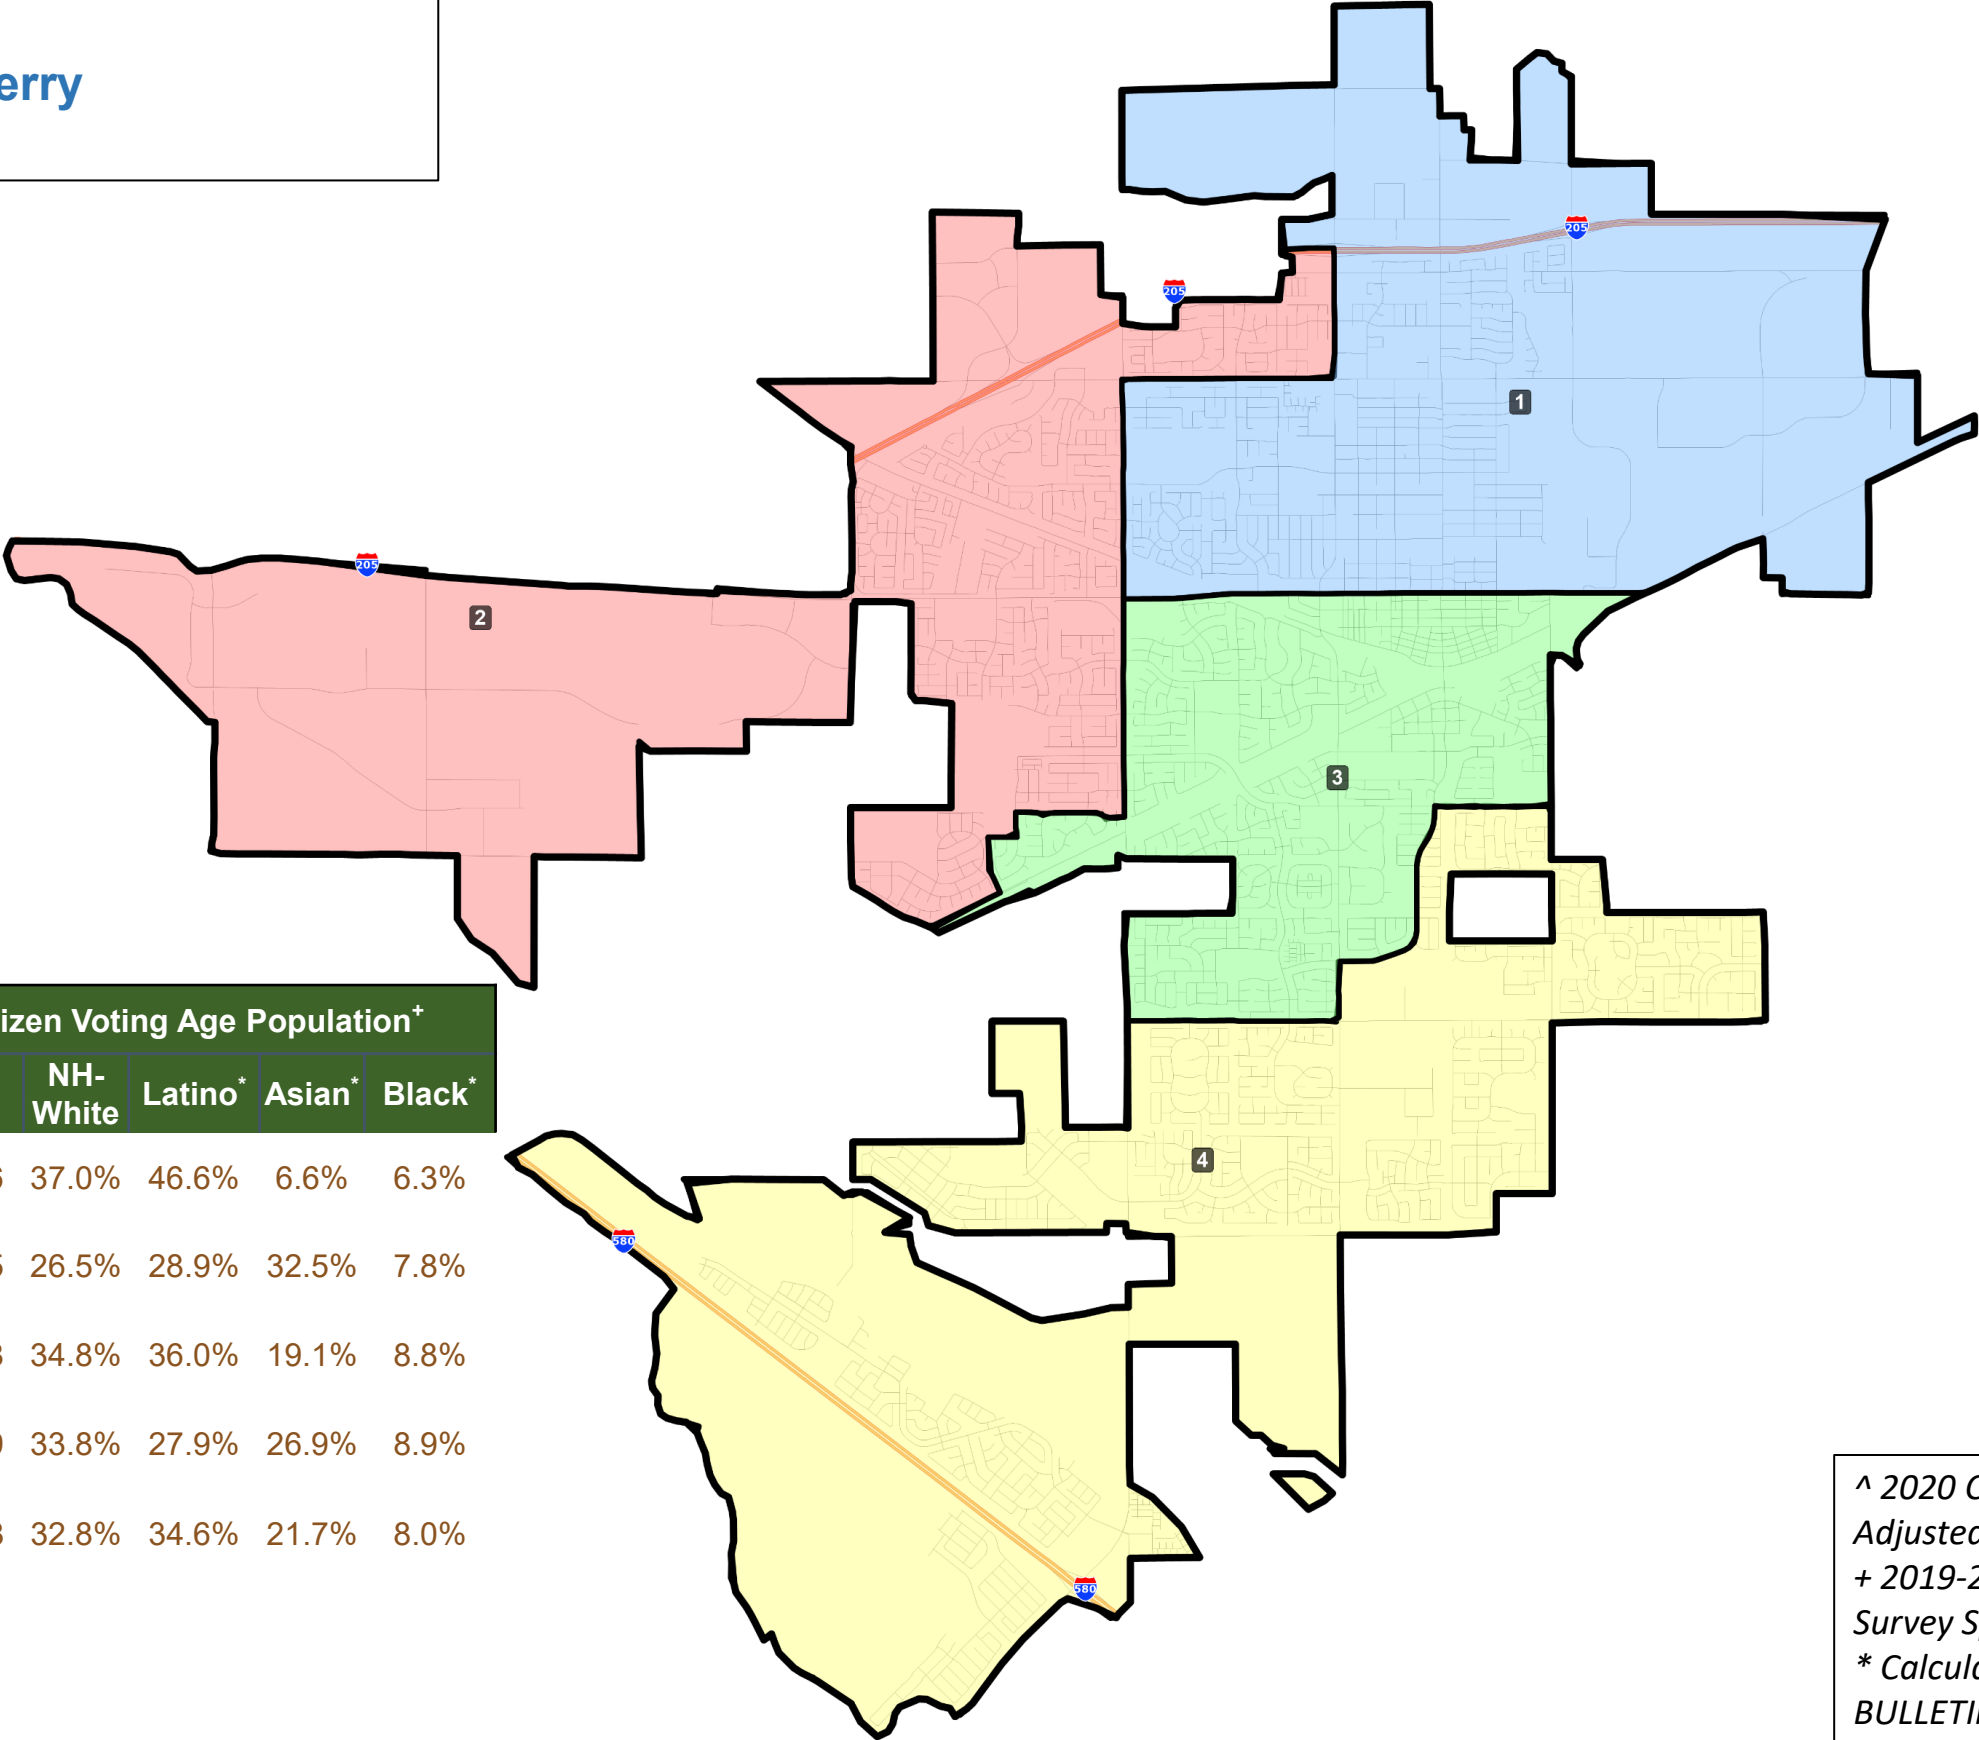 erry
205
205
1
205
2
3
izen Voting Age Population+
NH-White Latino* Asian* Black*
37.0% 46.6% 6.6% 6.3%
26.5% 28.9% 32.5% 7.8%
34.8% 36.0% 19.1% 8.8%
33.8% 27.9% 26.9% 8.9%
32.8% 34.6% 21.7% 8.0%
4
580
580
^ 2020 C
Adjusted
+ 2019-2
Survey S
* Calcula
BULLETI